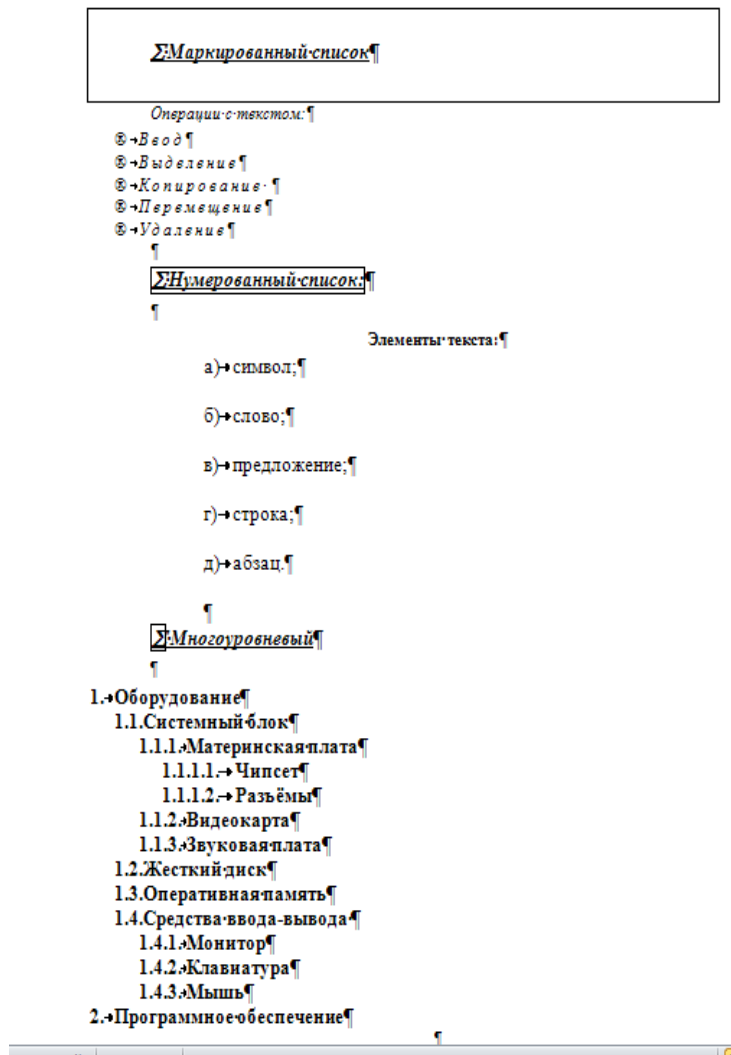 ∑·Маркированный·список¶
Операции·с·текстом:¶
®→Ввод¶
®→Выделение¶
®→Копирование·¶
®→Перемещение¶
®→Удаление¶
¶
∑·Нумерованный·список:¶
¶
Элементы·текста:¶
а)→символ;¶
б)→слово;¶
в)→предложение;¶
г)→строка;¶
д)→абзац.¶
¶
∑·Многоуровневый¶
¶
1.→Оборудование¶
1.1.Системный·блок¶
1.1.1.→Материнская·плата¶
1.1.1.1.→Чипсет¶
1.1.1.2.→Разъёмы¶
1.1.2.→Видеокарта¶
1.1.3.→Звуковая·плата¶
1.2.Жесткий·диск¶
1.3.Оперативная·память¶
1.4.Средства·ввода-вывода·¶
1.4.1.→Монитор¶
1.4.2.→Клавиатура¶
1.4.3.→Мышь¶
2.→Программное·обеспечение¶
¶